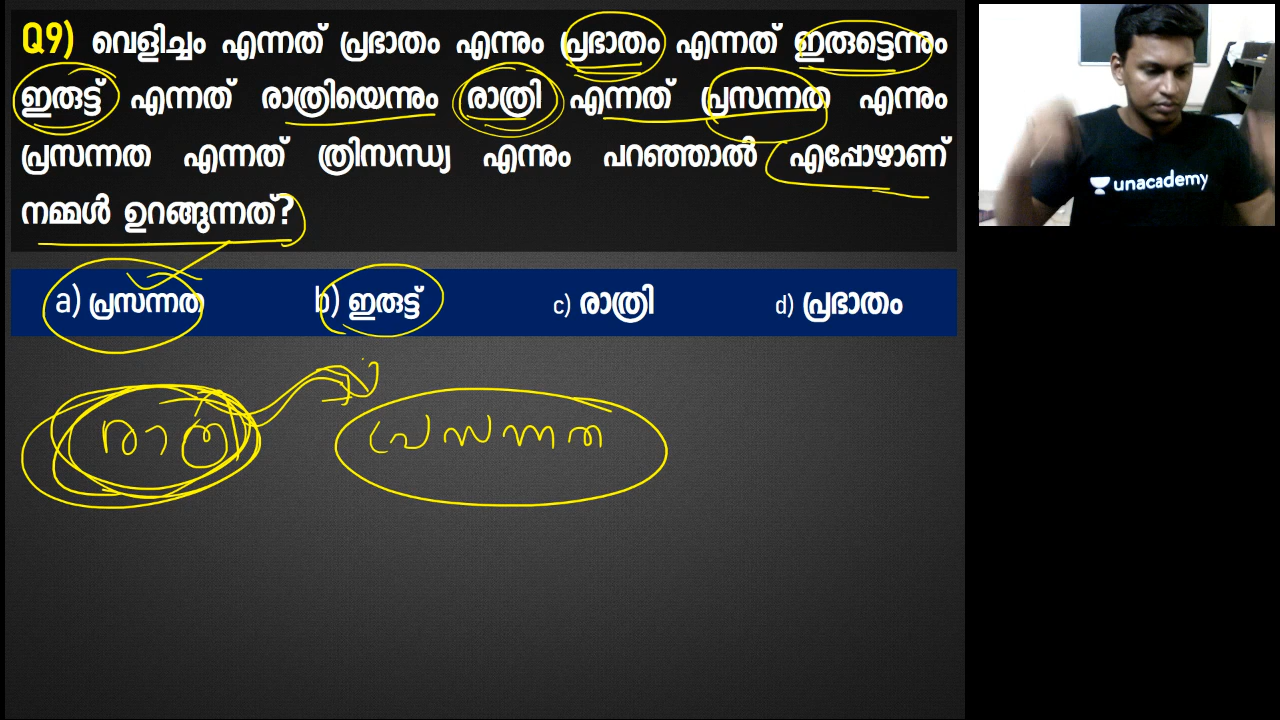 Q9) വെളിച്ചം എന്നത് പ്രഭാതം എന്നും പ്രഭാതം എന്നത് ഇരുട്ടെന്നും
ഇരുട്ട് എന്നത് രാത്രിയെന്നും രാത്രി എന്നത് പ്രസന്നത എന്നും
പ്രസന്നത എന്നത് ത്രിസന്ധ്യ എന്നും പറഞ്ഞാൽ എപ്പോഴാണ്
നമ്മൾ ഉറങ്ങുന്നത്?
a) പ്രസന്നത b) ഇരുട്ട് c) രാത്രി d) പ്രഭാതം
രാത്രി പ്രസന്നത
unacademy